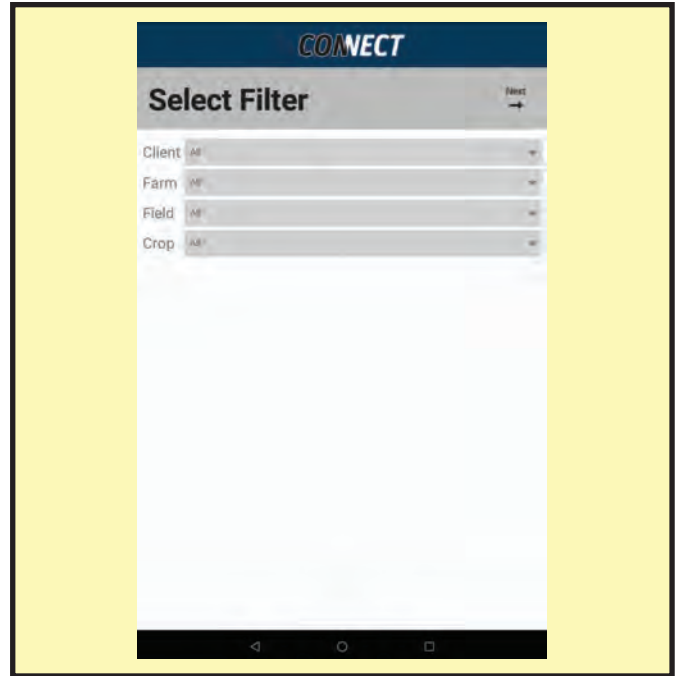 CONNECT
Select Filter
Next
Client All
Farm All
Field All
Crop All